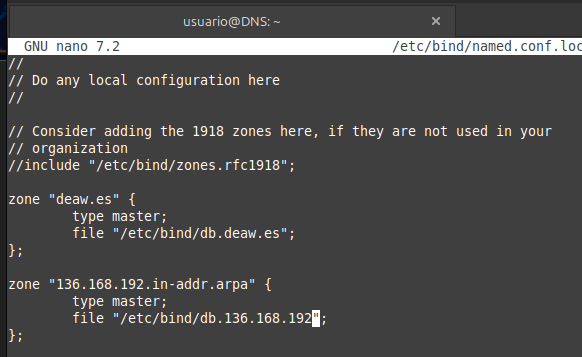 usuario@DNS: ~
×
GNU nano 7.2 /etc/bind/named.conf.loc
//
// Do any local configuration here
//
// Consider adding the 1918 zones here, if they are not used in your
// organization
//include "/etc/bind/zones.rfc1918";
zone "deaw.es" {
type master;
file "/etc/bind/db.deaw.es";
};
zone "136.168.192.in-addr.arpa" {
type master;
file "/etc/bind/db.136.168.192";
};